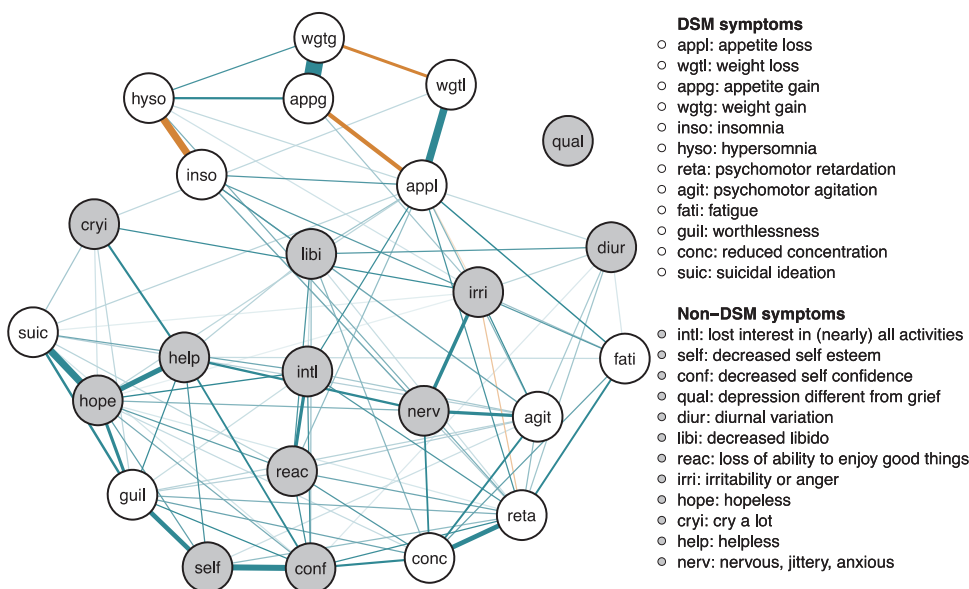 wgtg
wgtl
hyso
appg
qual
inso
appl
cryi
libi
diur
irri
suic
help
intl
fati
hope
nerv
agit
reac
guil
reta
conc
self
conf
DSM symptoms
appl: appetite loss
wgtl: weight loss
appg: appetite gain
wgtg: weight gain
inso: insomnia
hyso: hypersomnia
reta: psychomotor retardation
agit: psychomotor agitation
fati: fatigue
guil: worthlessness
conc: reduced concentration
suic: suicidal ideation
Non−DSM symptoms
intl: lost interest in (nearly) all activities
self: decreased self esteem
conf: decreased self confidence
qual: depression different from grief
diur: diurnal variation
libi: decreased libido
reac: loss of ability to enjoy good things
irri: irritability or anger
hope: hopeless
cryi: cry a lot
help: helpless
nerv: nervous, jittery, anxious